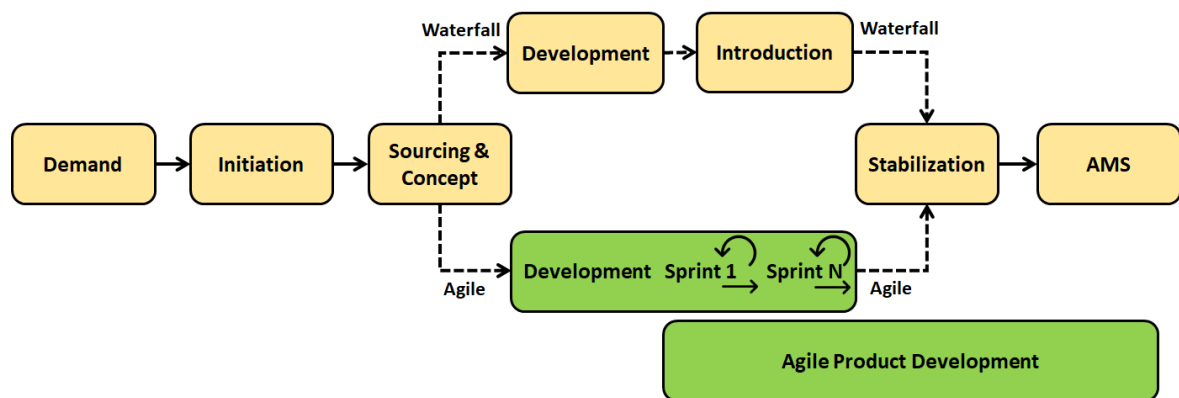 Waterfall
Development
Introduction
Waterfall
Demand
Initiation
Sourcing &
Concept
Stabilization
AMS
Development Sprint 1 Sprint N
Agile
Agile
Agile Product Development